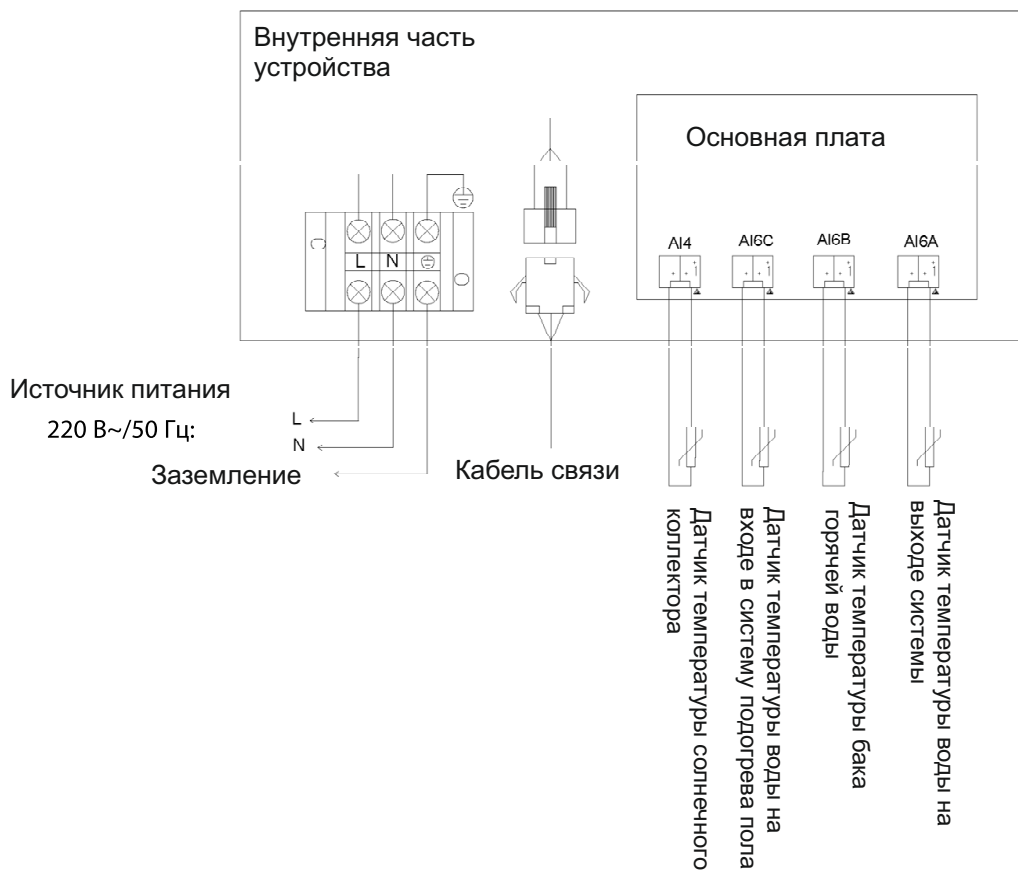 Внутренняя часть
устройства
Основная плата
AI4
AI6C
AI6B
AI6A
C
L
N
O
Источник питания
220 В~/50 Гц:
L
N
Заземление
Кабель связи
Датчик температуры солнечного
коллектора
Датчик температуры воды на
входе в систему подогрева пола
Датчик температуры бака
горячей воды
Датчик температуры воды на
выходе системы